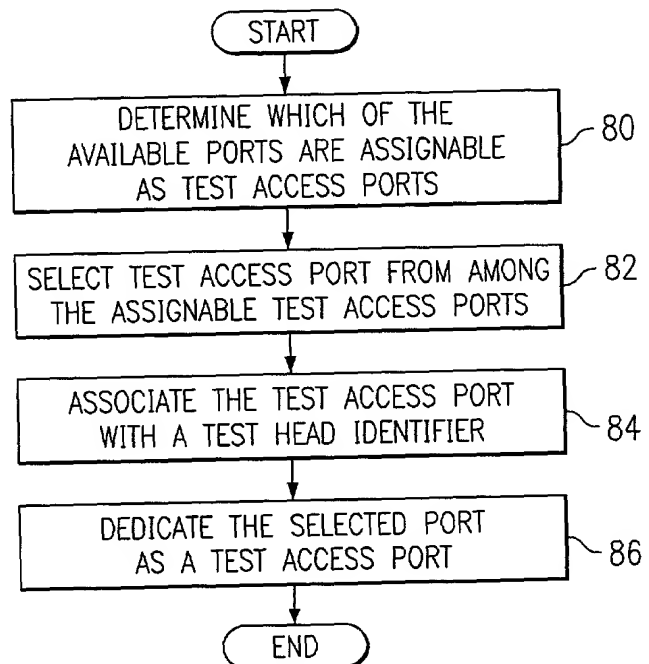 START
DETERMINE WHICH OF THE
AVAILABLE PORTS ARE ASSIGNABLE
AS TEST ACCESS PORTS
80
SELECT TEST ACCESS PORT FROM AMONG
THE ASSIGNABLE TEST ACCESS PORTS
82
ASSOCIATE THE TEST ACCESS PORT
WITH A TEST HEAD IDENTIFIER
84
DEDICATE THE SELECTED PORT
AS A TEST ACCESS PORT
86
END